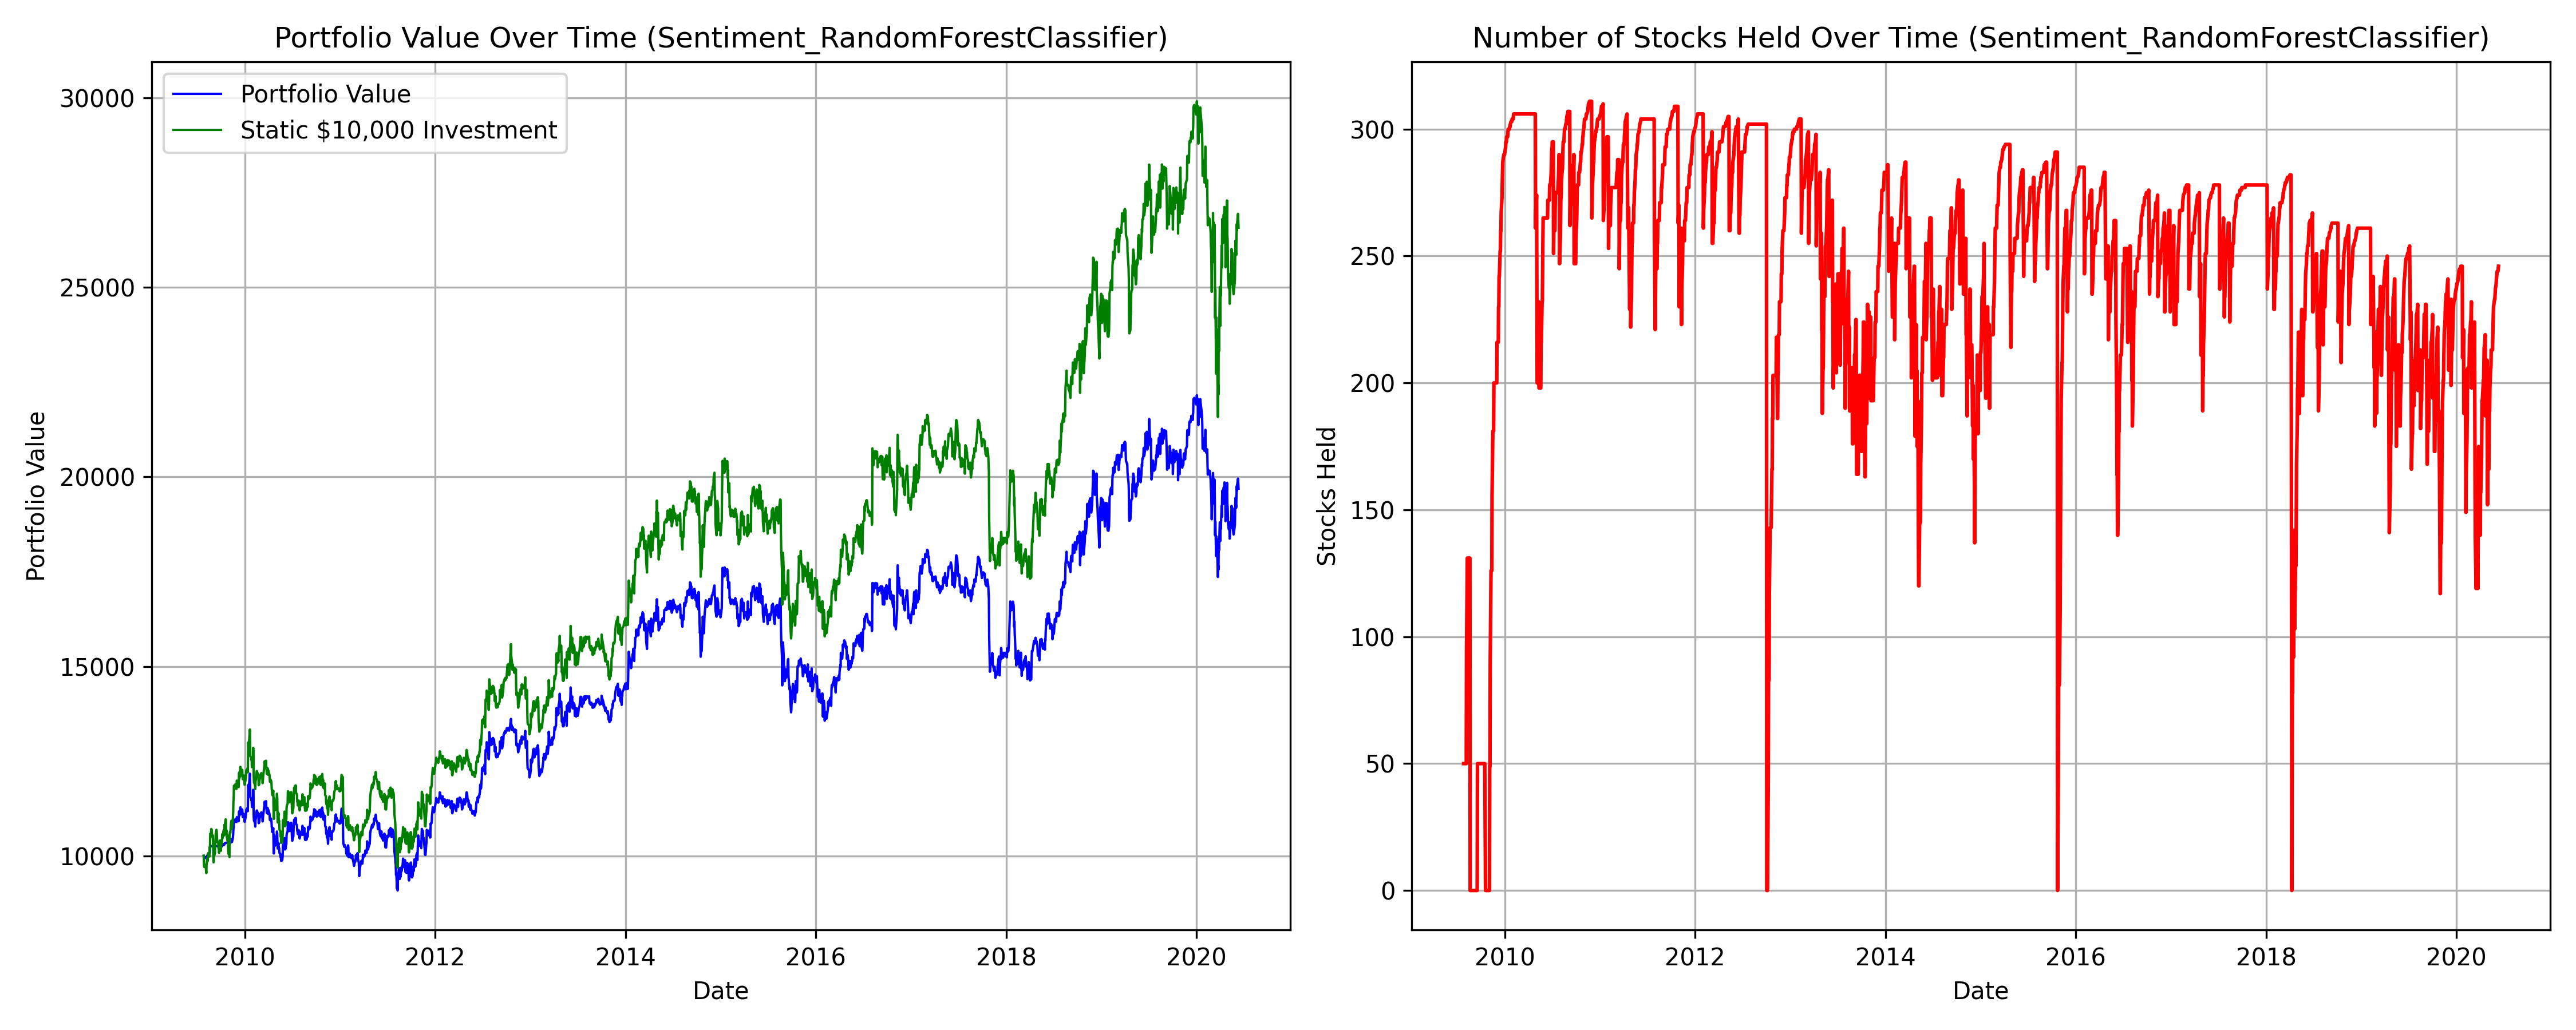 Portfolio Value Over Time (Sentiment_RandomForestClassifier)
Portfolio Value
Static $10,000 Investment
30000
25000
20000
15000
10000
Portfolio Value
2010 2012 2014 2016 2018 2020
Date
Number of Stocks Held Over Time (Sentiment_RandomForestClassifier)
300
250
200
150
100
50
0
Stocks Held
2010 2012 2014 2016 2018 2020
Date